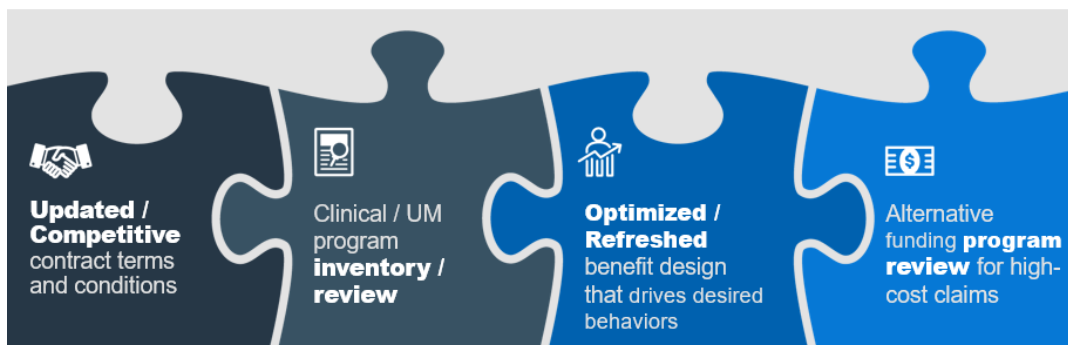 Updated /
Competitive
contract terms
and conditions
Clinical / UM
program
inventory /
review
Optimized /
Refreshed
benefit design
that drives desired
behaviors
Alternative
funding program
review for high-
cost claims